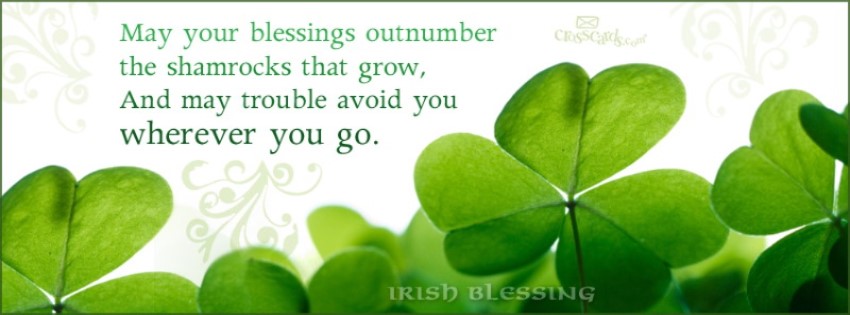 May your blessings outnumber
the shamrocks that grow,
And may trouble avoid you
wherever you go.
CrossCards.com
IRISH BLESSING